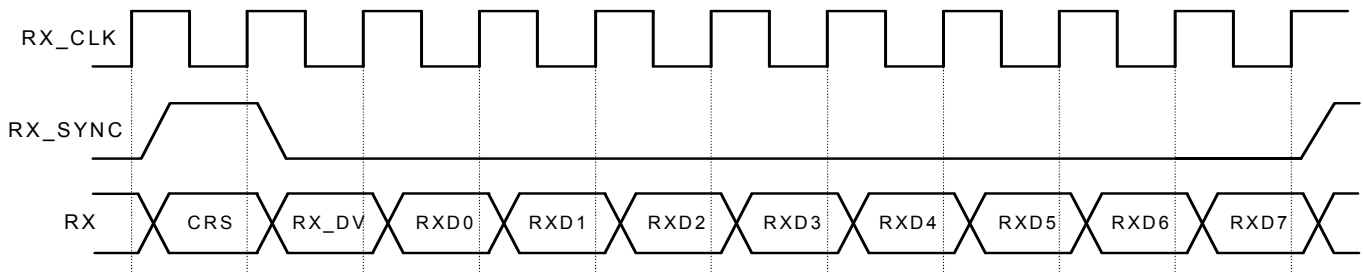 RX_CLK
RX_SYNC
RX CRS RX_DV RXD0 RXD1 RXD2 RXD3 RXD4 RXD5 RXD6 RXD7